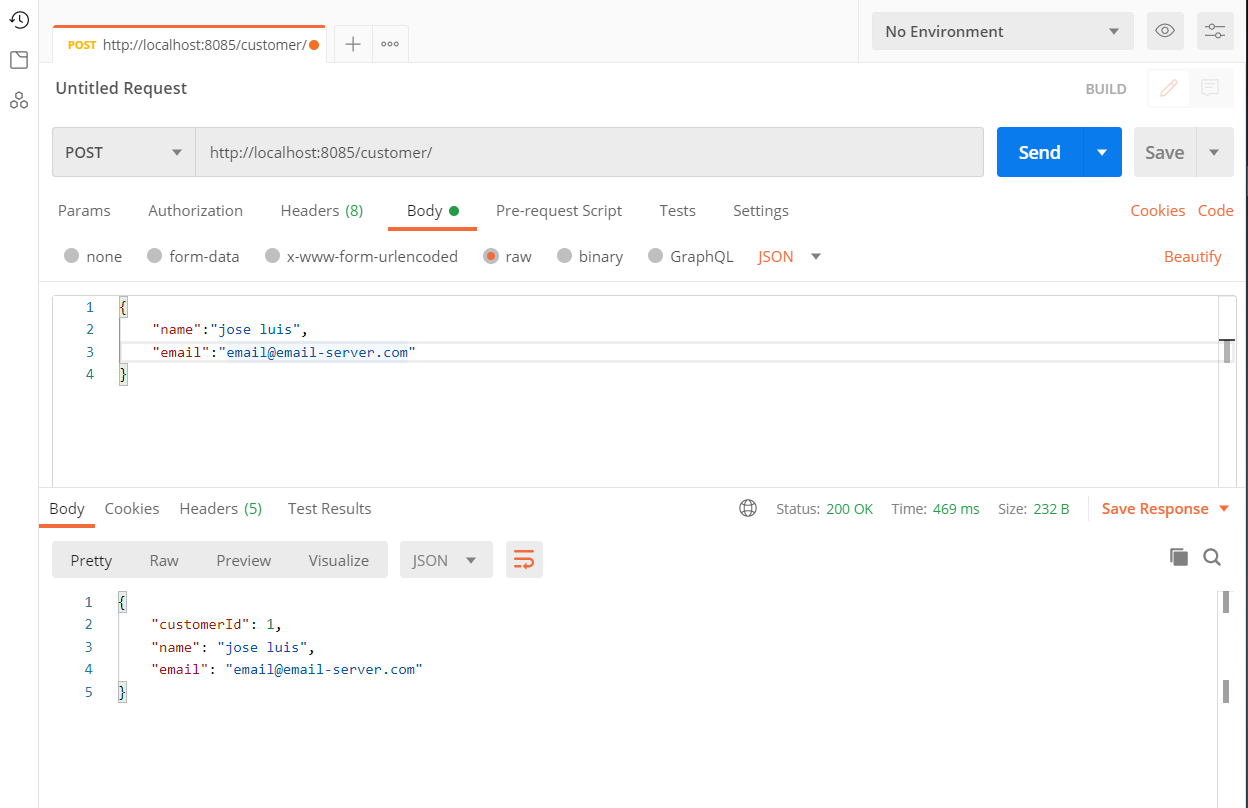 POST http://localhost:8085/customer/
No Environment
Untitled Request
BUILD
POST http://localhost:8085/customer/ Send Save
Params Authorization Headers (8) Body Pre-request Script Tests Settings Cookies Code
none form-data x-www-form-urlencoded raw binary GraphQL JSON Beautify
1 {
2 "name":"jose luis",
3 "email":"email@email-server.com"
4 }
Body Cookies Headers (5) Test Results Status: 200 OK Time: 469 ms Size: 232 B Save Response
Pretty Raw Preview Visualize JSON
1 {
2 "customerId": 1,
3 "name": "jose luis",
4 "email": "email@email-server.com"
5 }